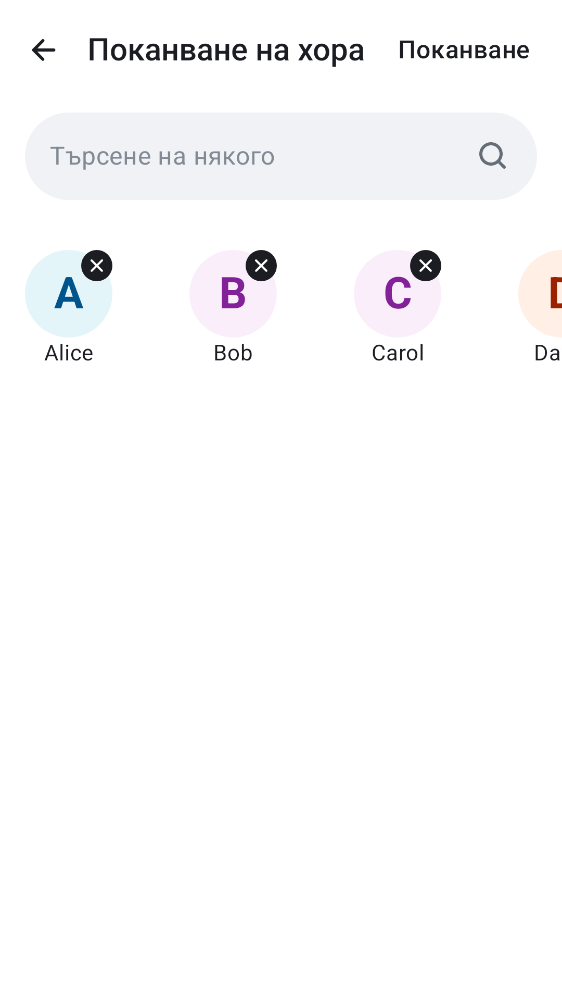 Поканване на хора
Поканване
Търсене на някого
A
B
C
Alice
Bob
Carol
Da